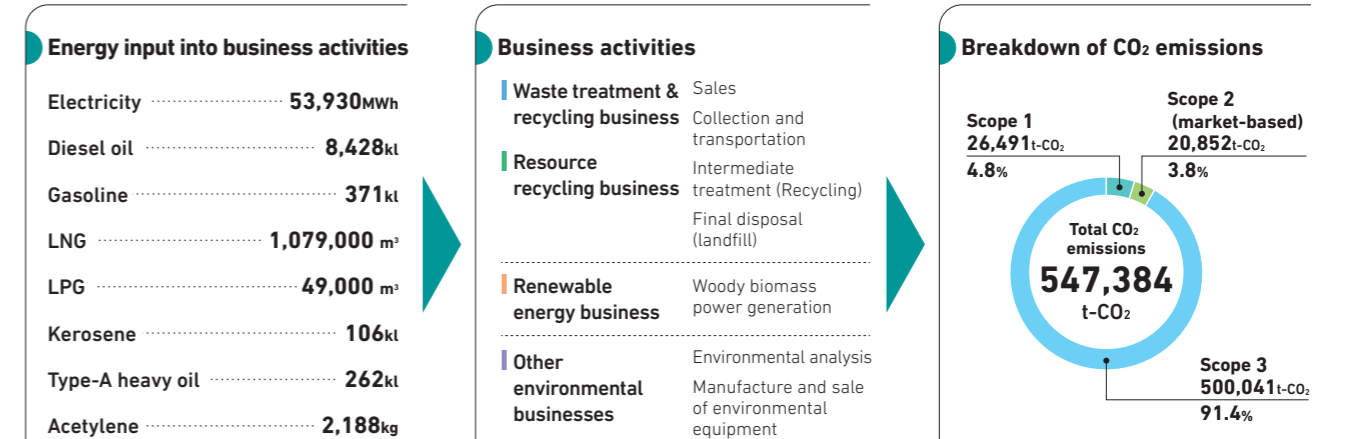 Energy input into business activities
Electricity 53,930MWh
Diesel oil 8,428kl
Gasoline 371kl
LNG 1,079,000 m³
LPG 49,000 m³
Kerosene 106kl
Type-A heavy oil 262kl
Acetylene 2,188kg
Business activities
Waste treatment &
recycling business
Resource
recycling business
Sales
Collection and
transportation
Intermediate
treatment (Recycling)
Final disposal
(landfill)
Renewable
energy business
Woody biomass
power generation
Other
environmental
businesses
Environmental analysis
Manufacture and sale
of environmental
equipment
Breakdown of CO₂ emissions
Scope 1
26,491t-CO₂
4.8%
Scope 2
(market-based)
20,852t-CO₂
3.8%
Total CO₂
emissions
547,384
t-CO₂
Scope 3
500,041t-CO₂
91.4%